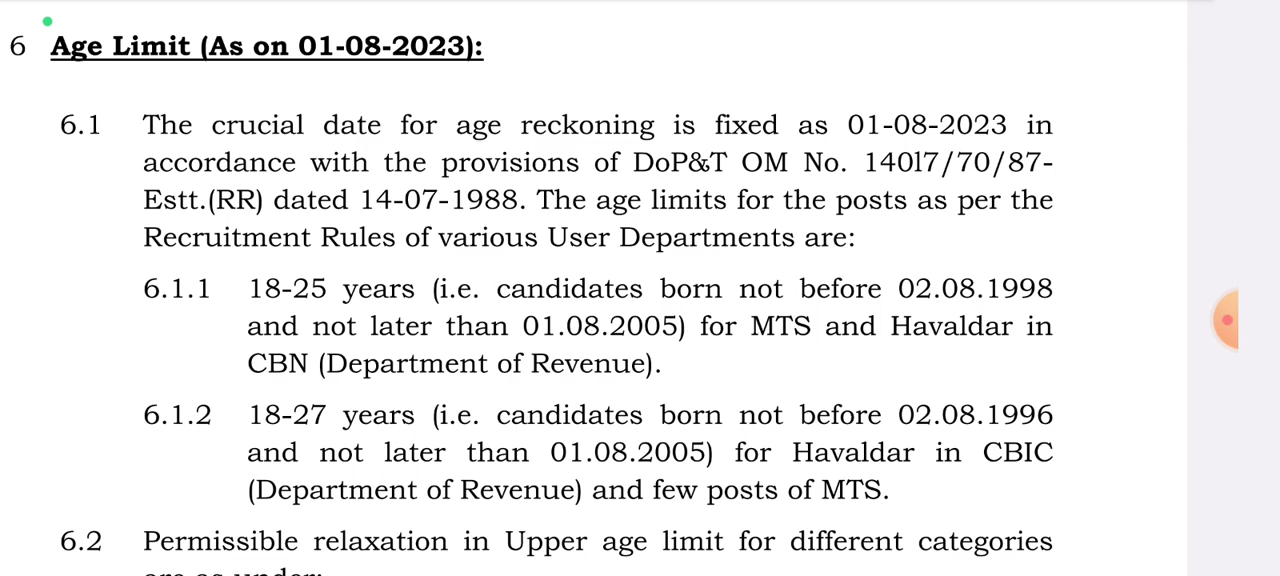 6 Age Limit (As on 01-08-2023):
6.1 The crucial date for age reckoning is fixed as 01-08-2023 in
accordance with the provisions of DoP&T OM No. 14017/70/87-
Estt.(RR) dated 14-07-1988. The age limits for the posts as per the
Recruitment Rules of various User Departments are:
6.1.1 18-25 years (i.e. candidates born not before 02.08.1998
and not later than 01.08.2005) for MTS and Havaldar in
CBN (Department of Revenue).
6.1.2 18-27 years (i.e. candidates born not before 02.08.1996
and not later than 01.08.2005) for Havaldar in CBIC
(Department of Revenue) and few posts of MTS.
6.2 Permissible relaxation in Upper age limit for different categories
are as under: